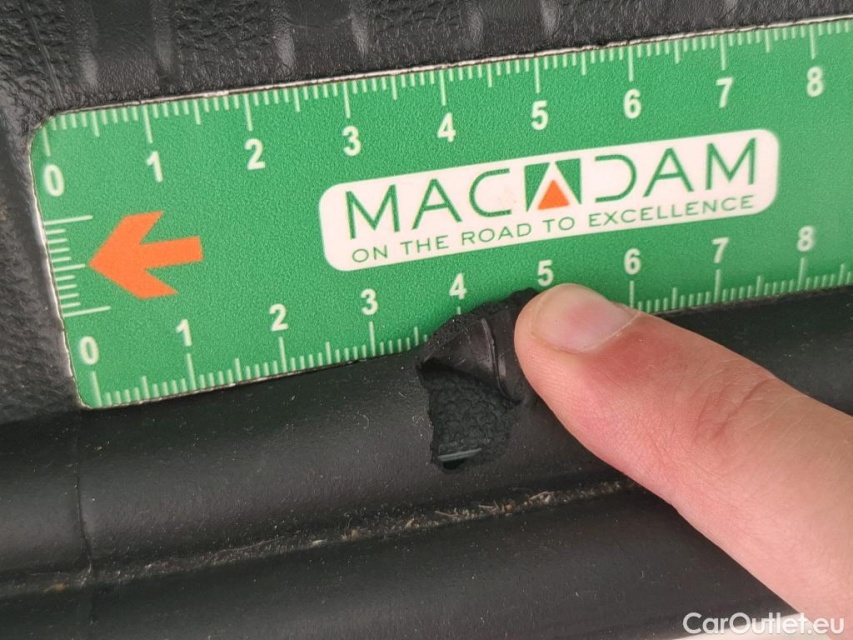 0 1 2 3 4 5 6 7 8
MACADAM
ON THE ROAD TO EXCELLENCE
0 1 2 3 4 5 6 7 8
CarOutlet.eu